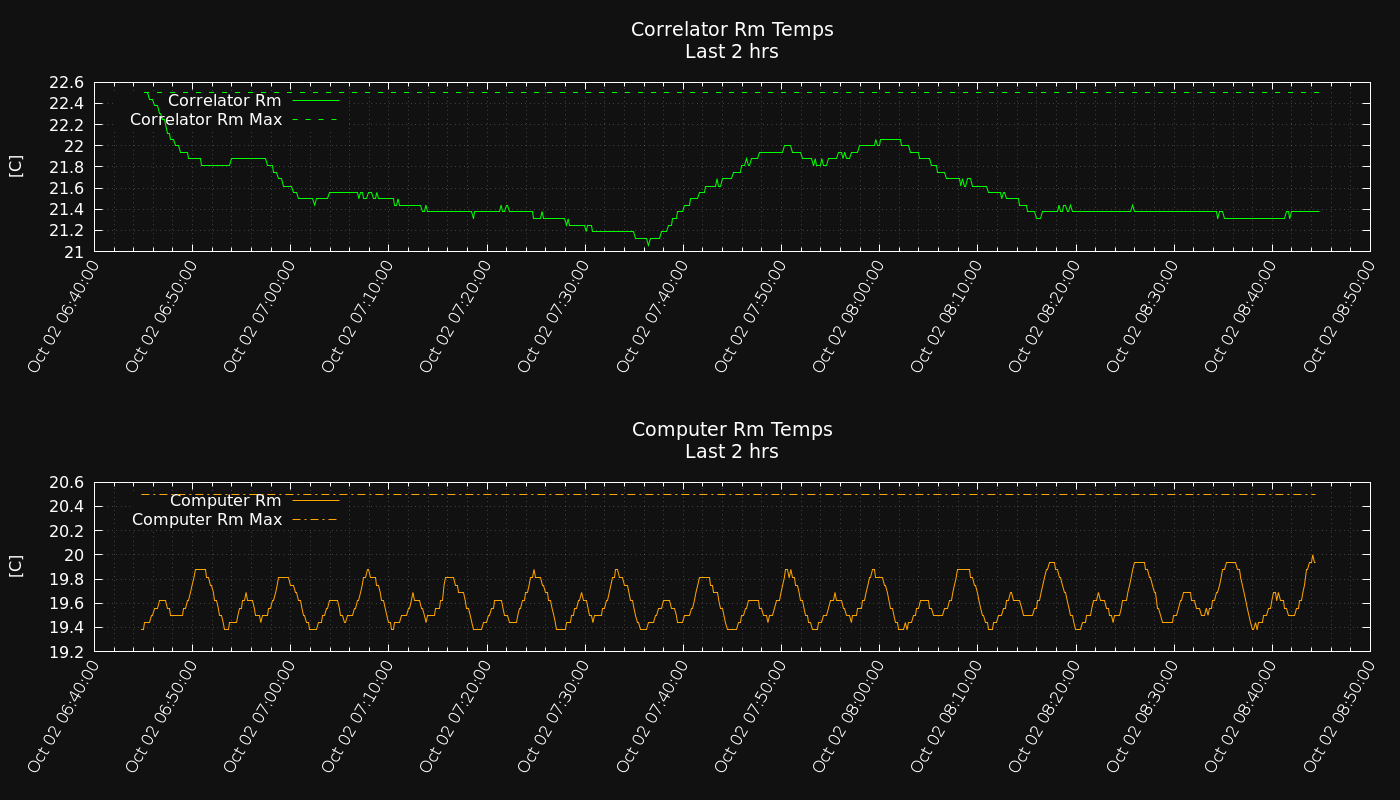 Correlator Rm Temps
Last 2 hrs
22.6
22.4
22.2
22
21.8
21.6
21.4
21.2
21
[C]
Correlator Rm
Correlator Rm Max
Oct 02 06:40:00
Oct 02 06:50:00
Oct 02 07:00:00
Oct 02 07:10:00
Oct 02 07:20:00
Oct 02 07:30:00
Oct 02 07:40:00
Oct 02 07:50:00
Oct 02 08:00:00
Oct 02 08:10:00
Oct 02 08:20:00
Oct 02 08:30:00
Oct 02 08:40:00
Oct 02 08:50:00
Computer Rm Temps
Last 2 hrs
20.6
20.4
20.2
20
19.8
19.6
19.4
19.2
[C]
Computer Rm
Computer Rm Max
Oct 02 06:40:00
Oct 02 06:50:00
Oct 02 07:00:00
Oct 02 07:10:00
Oct 02 07:20:00
Oct 02 07:30:00
Oct 02 07:40:00
Oct 02 07:50:00
Oct 02 08:00:00
Oct 02 08:10:00
Oct 02 08:20:00
Oct 02 08:30:00
Oct 02 08:40:00
Oct 02 08:50:00